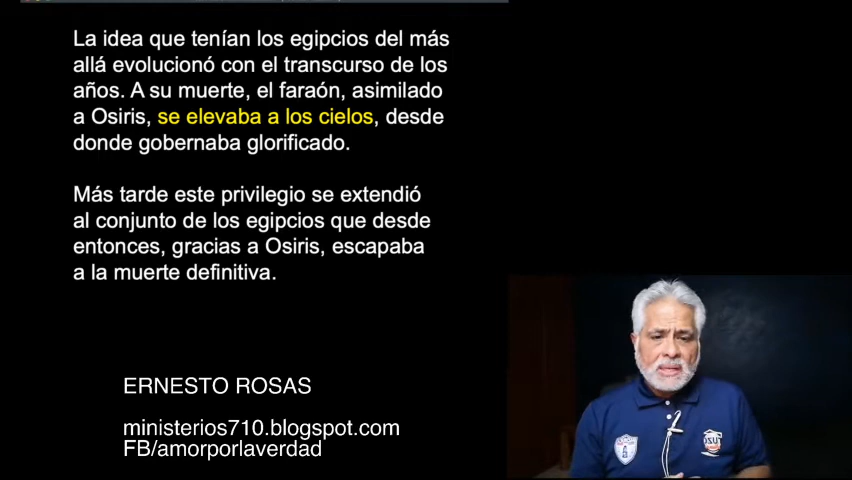 La idea que tenían los egipcios del más
allá evolucionó con el transcurso de los
años. A su muerte, el faraón, asimilado
a Osiris, se elevaba a los cielos, desde
donde gobernaba glorificado.
Más tarde este privilegio se extendió
al conjunto de los egipcios que desde
entonces, gracias a Osiris, escapaba
a la muerte definitiva.
ERNESTO ROSAS
ministerios710.blogspot.com
FB/amorporlaverdad